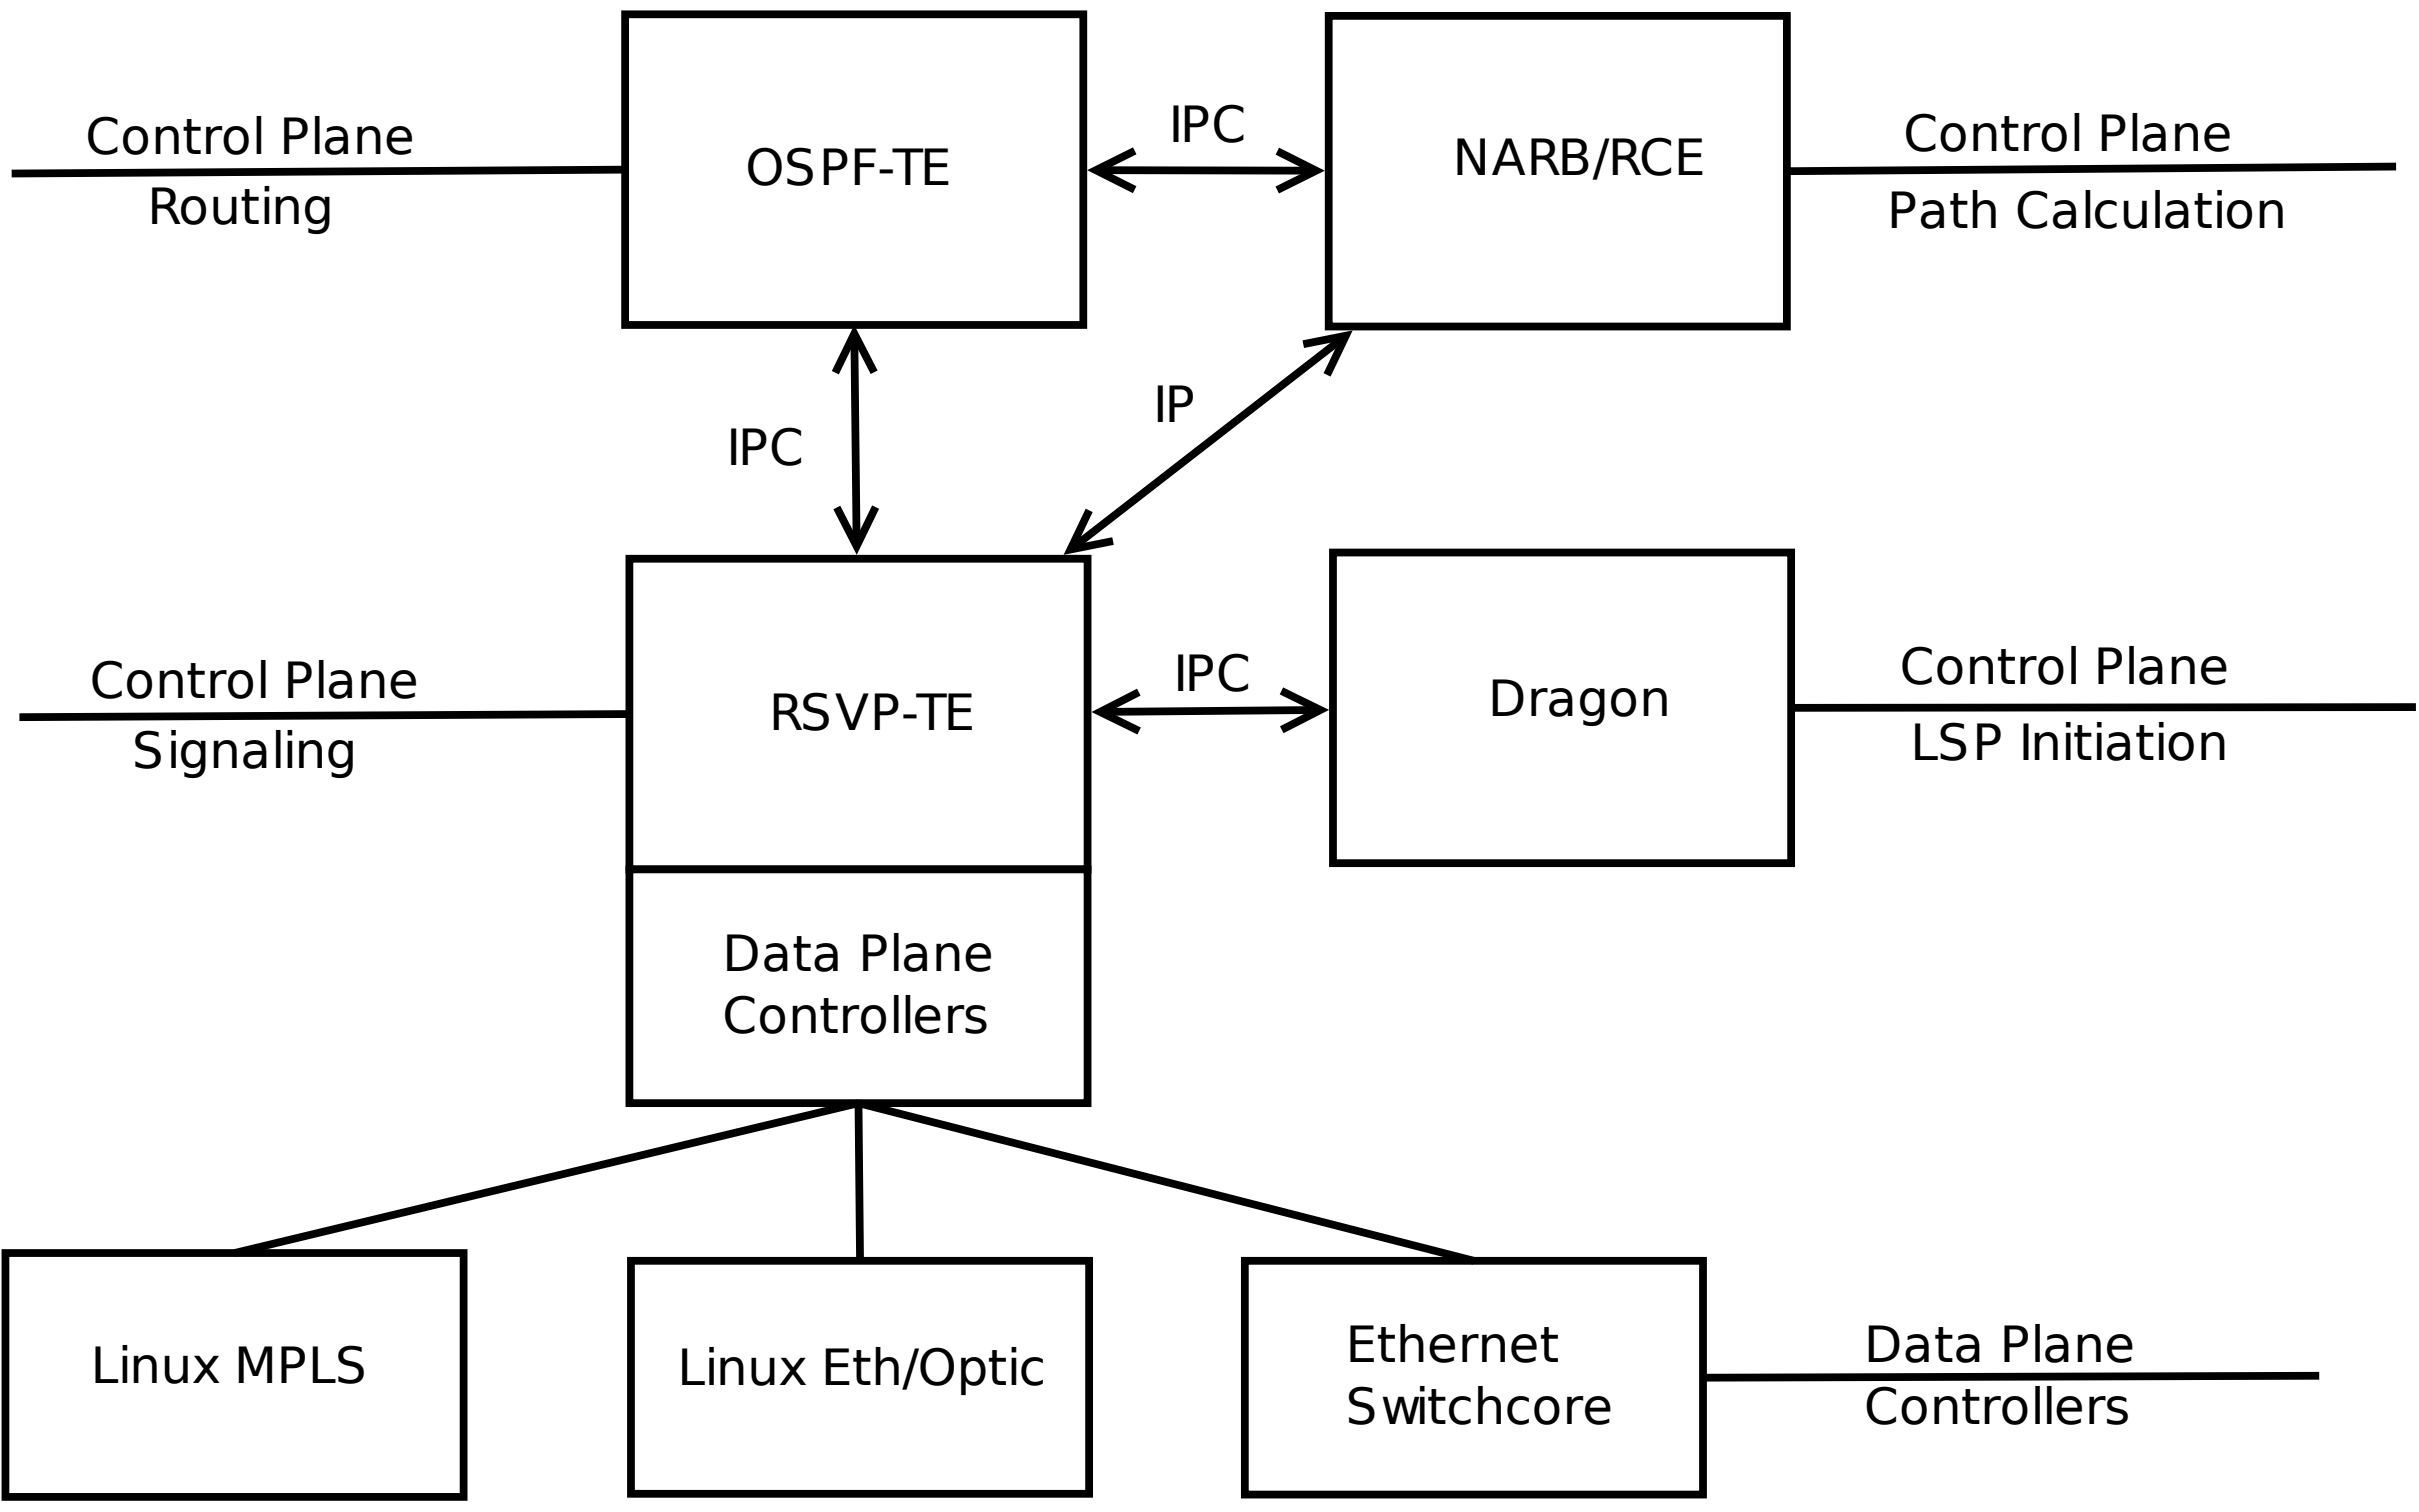 Control Plane
Routing
OSPF-TE
IPC
NARB/RCE
Control Plane
Path Calculation
IPC
IP
Control Plane
Signaling
RSVP-TE
IPC
Dragon
Control Plane
LSP Initiation
Data Plane
Controllers
Linux MPLS
Linux Eth/Optic
Ethernet
Switchcore
Data Plane
Controllers